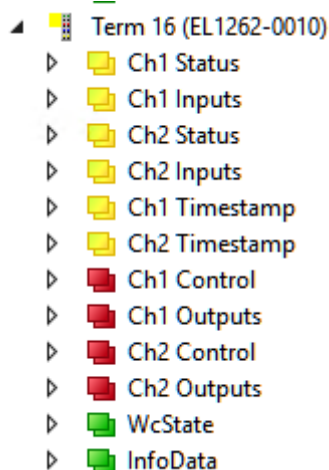 Term 16 (EL1262-0010)
Ch1 Status
Ch1 Inputs
Ch2 Status
Ch2 Inputs
Ch1 Timestamp
Ch2 Timestamp
Ch1 Control
Ch1 Outputs
Ch2 Control
Ch2 Outputs
WcState
InfoData